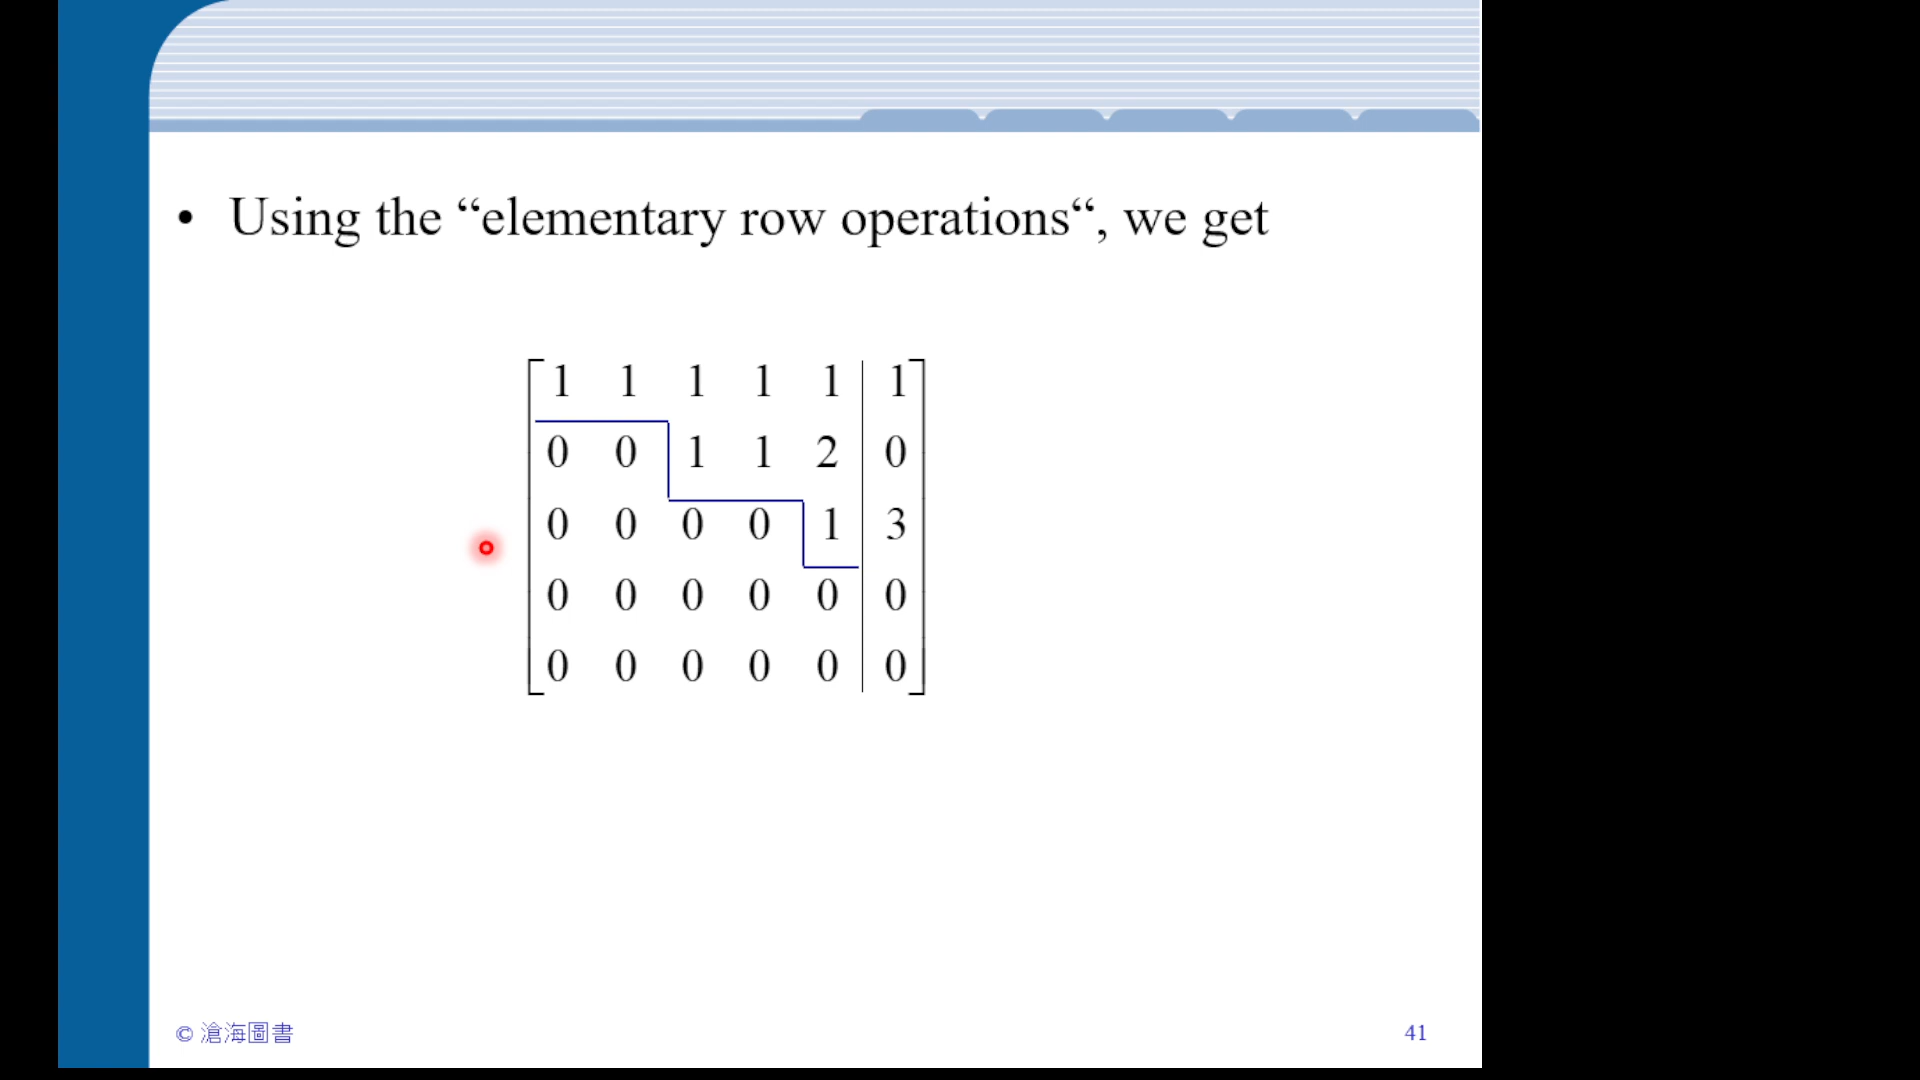 • Using the “elementary row operations“, we get
1 1 1 1 1 | 1
0 0 1 1 2 | 0
0 0 0 0 1 | 3
0 0 0 0 0 | 0
0 0 0 0 0 | 0
© 滄海圖書
41